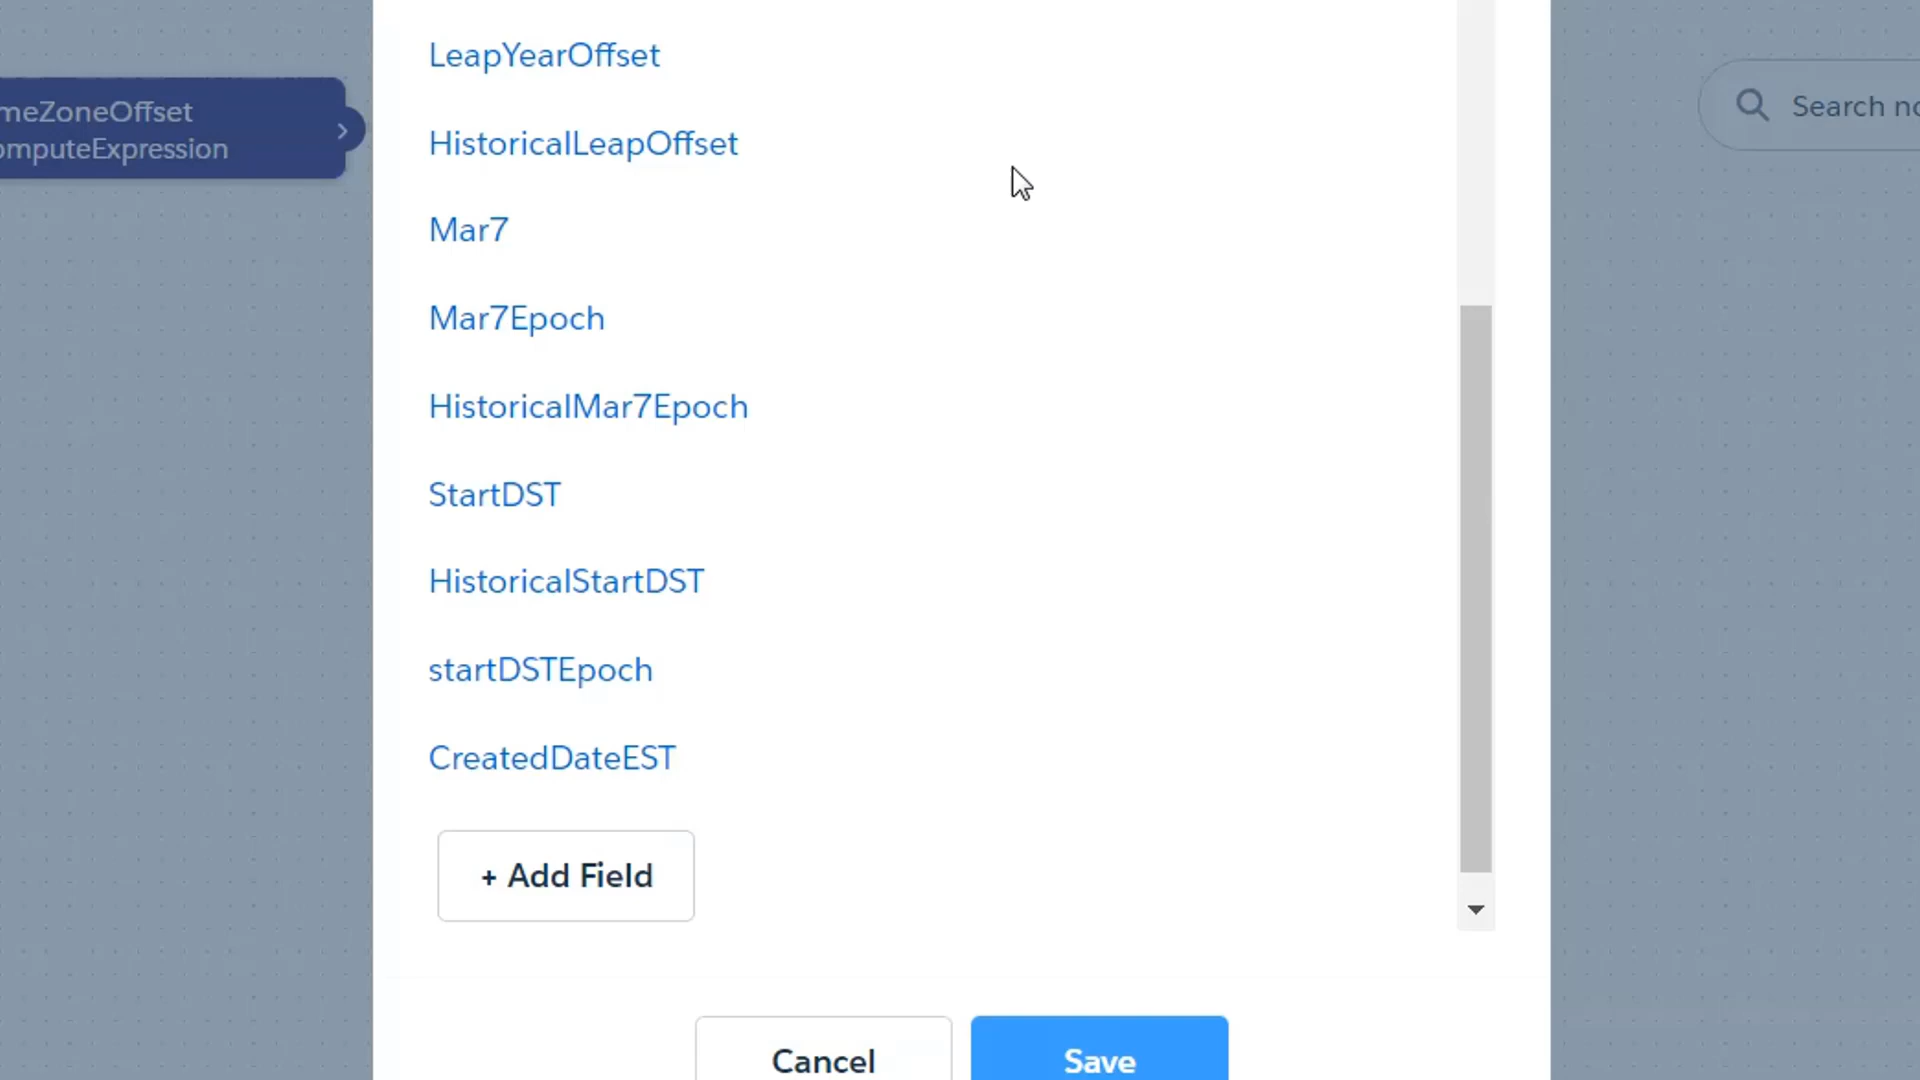 meZoneOffset
omputeExpression
LeapYearOffset
HistoricalLeapOffset
Mar7
Mar7Epoch
HistoricalMar7Epoch
StartDST
HistoricalStartDST
startDSTEpoch
CreatedDateEST
+ Add Field
Cancel
Save
Search no